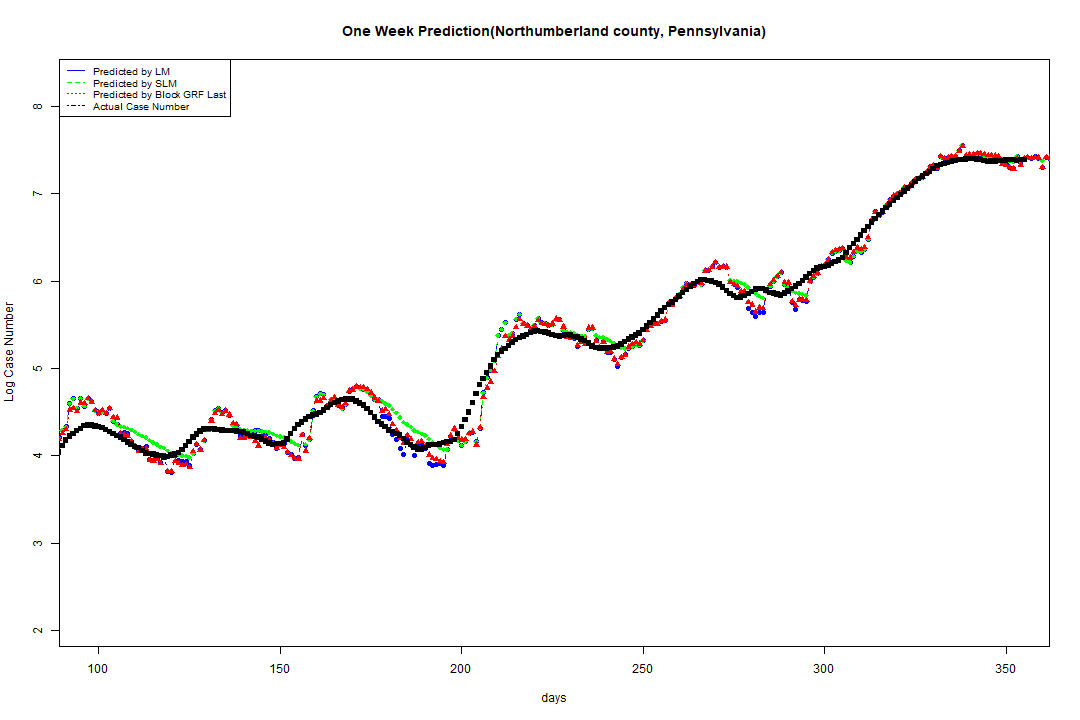 One Week Prediction(Northumberland county, Pennsylvania)
Predicted by LM
Predicted by SLM
Predicted by Block GRF Last
Actual Case Number
8
7
6
5
4
3
2
Log Case Number
100 150 200 250 300 350
days